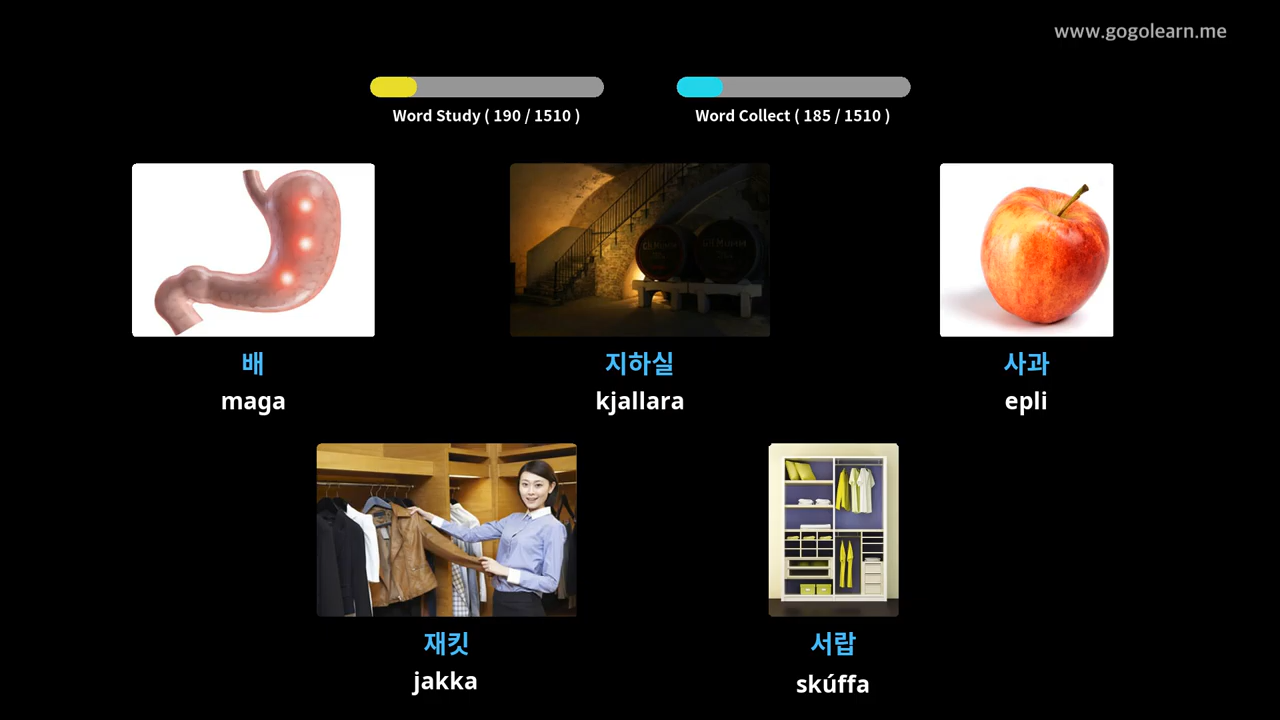 www.gogolearn.me
Word Study ( 190 / 1510 )
Word Collect ( 185 / 1510 )
배
maga
지하실
kjallara
사과
epli
재킷
jakka
서랍
skúffa